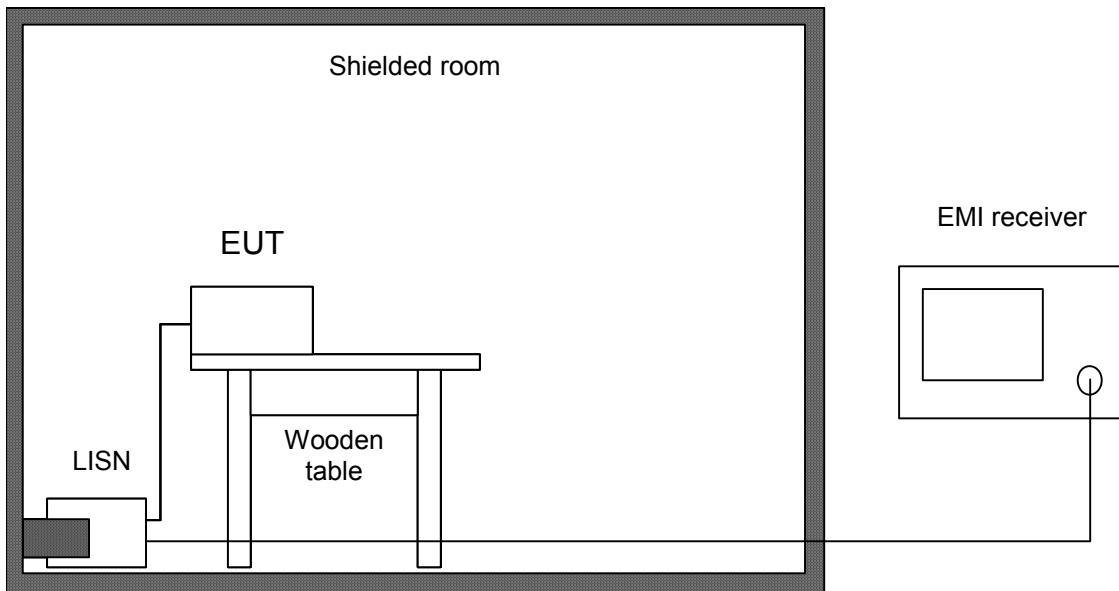 Shielded room
EMI receiver
EUT
Wooden
table
LISN